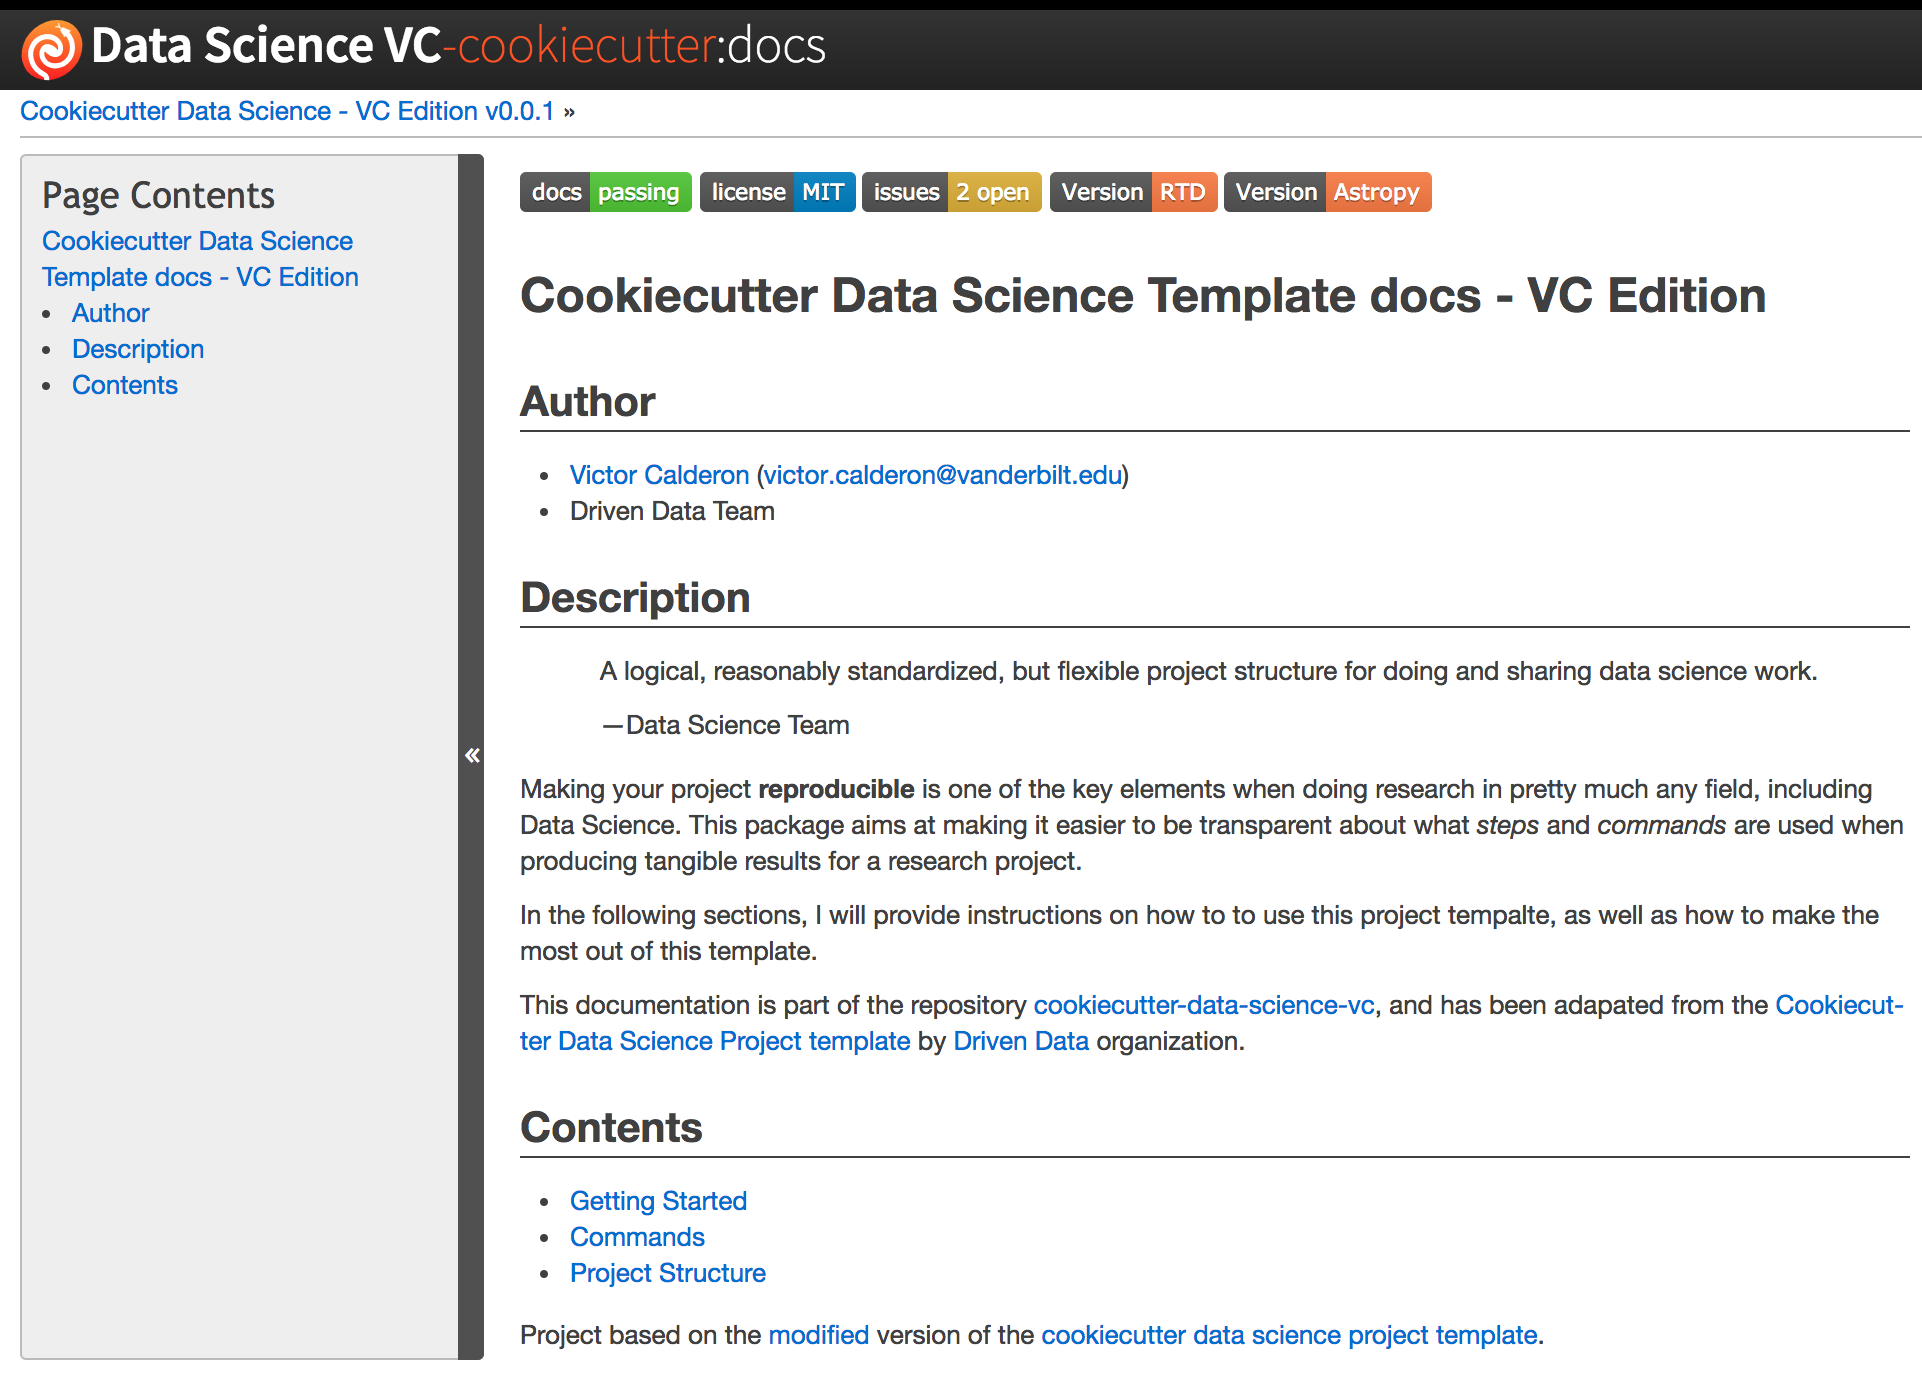 Data Science VC-cookiecutter:docs
Cookiecutter Data Science - VC Edition v0.0.1 »
Page Contents
Cookiecutter Data Science
Template docs - VC Edition
• Author
• Description
• Contents
«
docs passing license MIT issues 2 open Version RTD Version Astropy
Cookiecutter Data Science Template docs - VC Edition
Author
• Victor Calderon (victor.calderon@vanderbilt.edu)
• Driven Data Team
Description
A logical, reasonably standardized, but flexible project structure for doing and sharing data science work.
—Data Science Team
Making your project reproducible is one of the key elements when doing research in pretty much any field, including
Data Science. This package aims at making it easier to be transparent about what steps and commands are used when
producing tangible results for a research project.
In the following sections, I will provide instructions on how to to use this project tempalte, as well as how to make the
most out of this template.
This documentation is part of the repository cookiecutter-data-science-vc, and has been adapated from the Cookiecut-
ter Data Science Project template by Driven Data organization.
Contents
• Getting Started
• Commands
• Project Structure
Project based on the modified version of the cookiecutter data science project template.